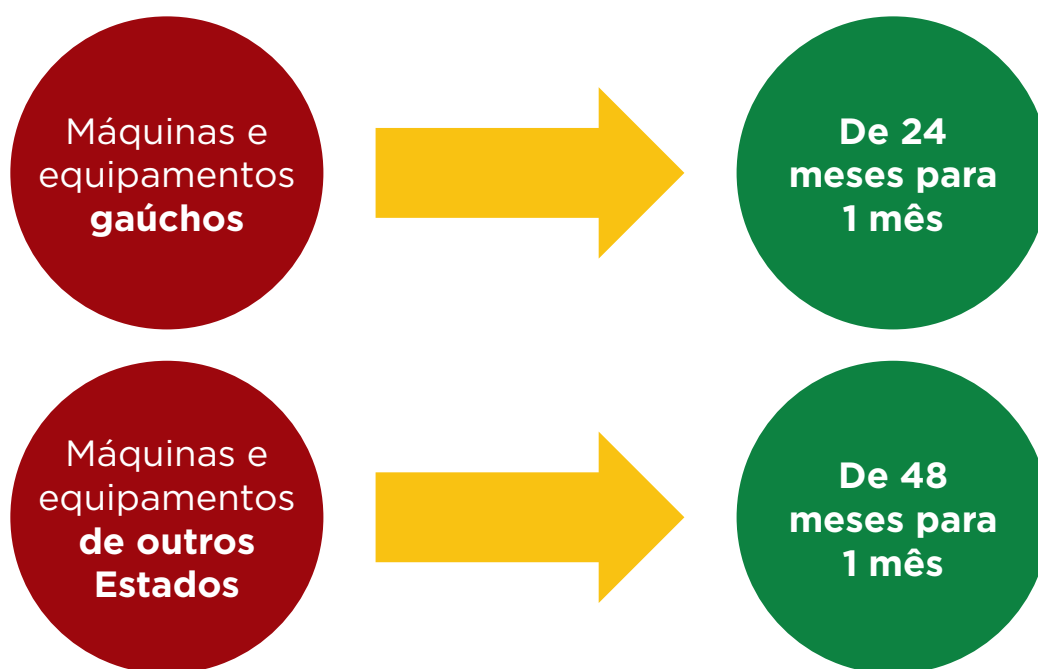 Máquinas e
equipamentos
gaúchos
De 24
meses para
1 mês
Máquinas e
equipamentos
de outros
Estados
De 48
meses para
1 mês